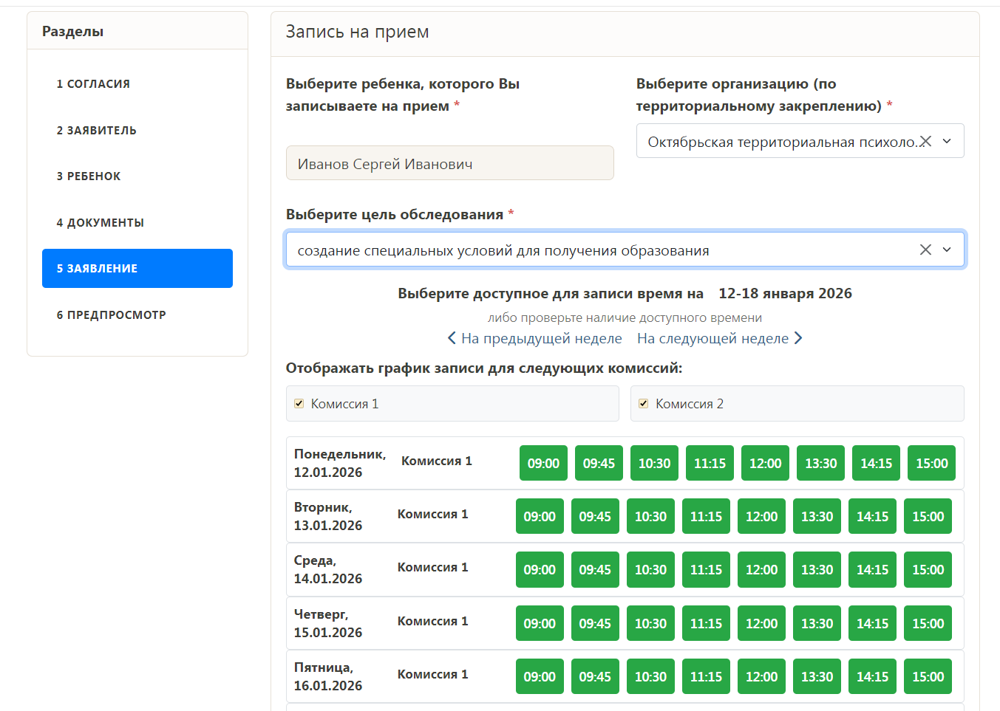 Разделы
1 СОГЛАСИЯ
2 ЗАЯВИТЕЛЬ
3 РЕБЕНОК
4 ДОКУМЕНТЫ
5 ЗАЯВЛЕНИЕ
6 ПРЕДПРОСМОТР
Запись на прием
Выберите ребенка, которого Вы
записываете на прием *
Иванов Сергей Иванович
Выберите организацию (по
территориальному закреплению) *
Октябрьская территориальная психоло...
Выберите цель обследования *
создание специальных условий для получения образования
Выберите доступное для записи время на 12-18 января 2026
либо проверьте наличие доступного времени
На предыдущей неделе На следующей неделе
Отображать график записи для следующих комиссий:
Комиссия 1 Комиссия 2
Понедельник,
12.01.2026
Комиссия 1 09:00 09:45 10:30 11:15 12:00 13:30 14:15 15:00
Вторник,
13.01.2026
Комиссия 1 09:00 09:45 10:30 11:15 12:00 13:30 14:15 15:00
Среда,
14.01.2026
Комиссия 1 09:00 09:45 10:30 11:15 12:00 13:30 14:15 15:00
Четверг,
15.01.2026
Комиссия 1 09:00 09:45 10:30 11:15 12:00 13:30 14:15 15:00
Пятница,
16.01.2026
Комиссия 1 09:00 09:45 10:30 11:15 12:00 13:30 14:15 15:00